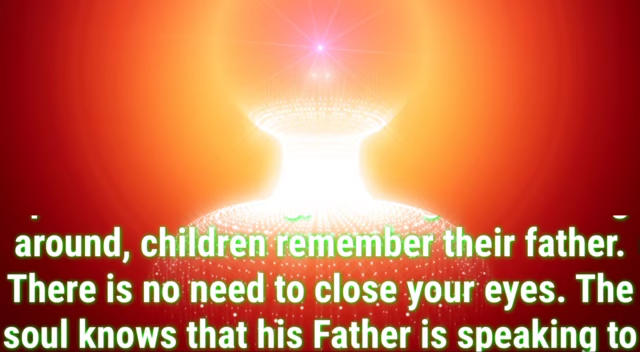 around, children remember their father.
There is no need to close your eyes. The
soul knows that his Father is speaking to